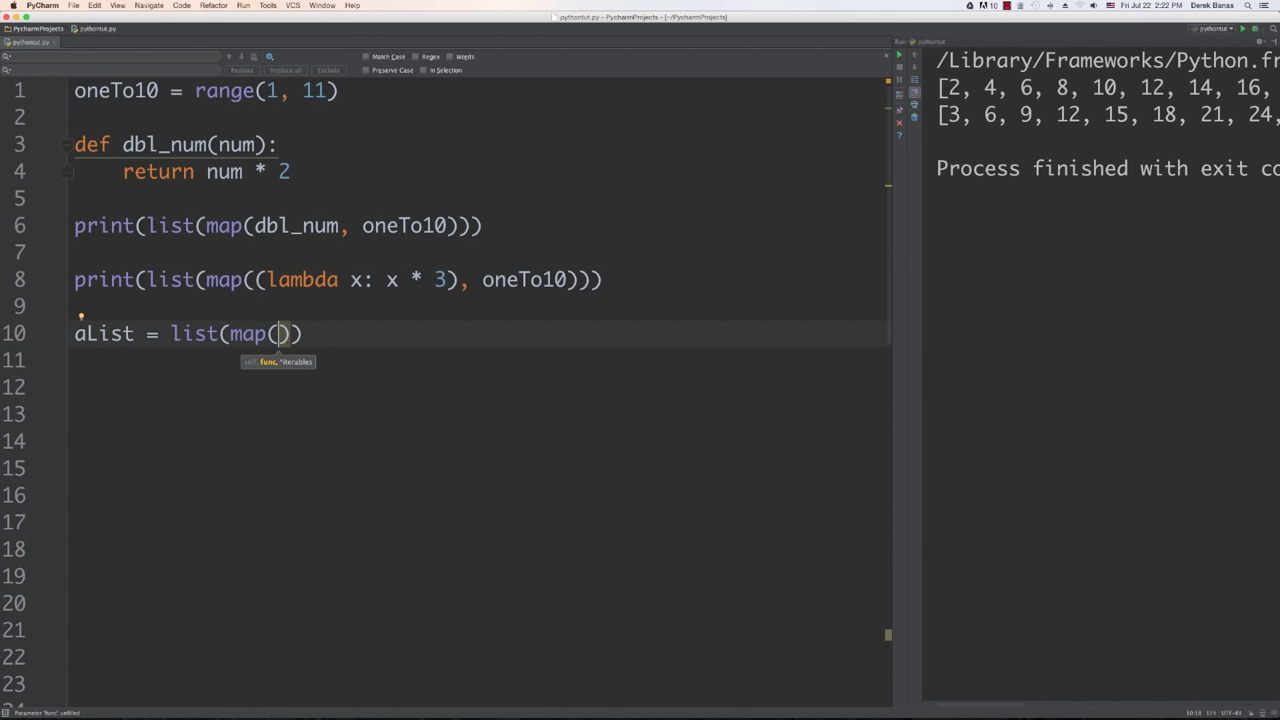 PyCharm File Edit View Navigate Code Refactor Run Tools VCS Window Help
10 Fri Jul 22 2:22 PM Derek Banas
pythontut.py - PycharmProjects - [~/PycharmProjects]
PycharmProjects pythontut.py
pythontut
pythontut.py
Run pythontut
Match Case Regex Words
Replace Replace all Exclude Preserve Case In Selection
1 oneTo10 = range(1, 11)
2
3 def dbl_num(num):
4 return num * 2
5
6 print(list(map(dbl_num, oneTo10)))
7
8 print(list(map((lambda x: x * 3), oneTo10)))
9
10 aList = list(map())
self, func, *iterables
11
12
13
14
15
16
17
18
19
20
21
22
23
24
/Library/Frameworks/Python.fr
[2, 4, 6, 8, 10, 12, 14, 16,
[3, 6, 9, 12, 15, 18, 21, 24,
Process finished with exit co
Parameter 'func' unfilled
10:18 LF‡ UTF-8‡